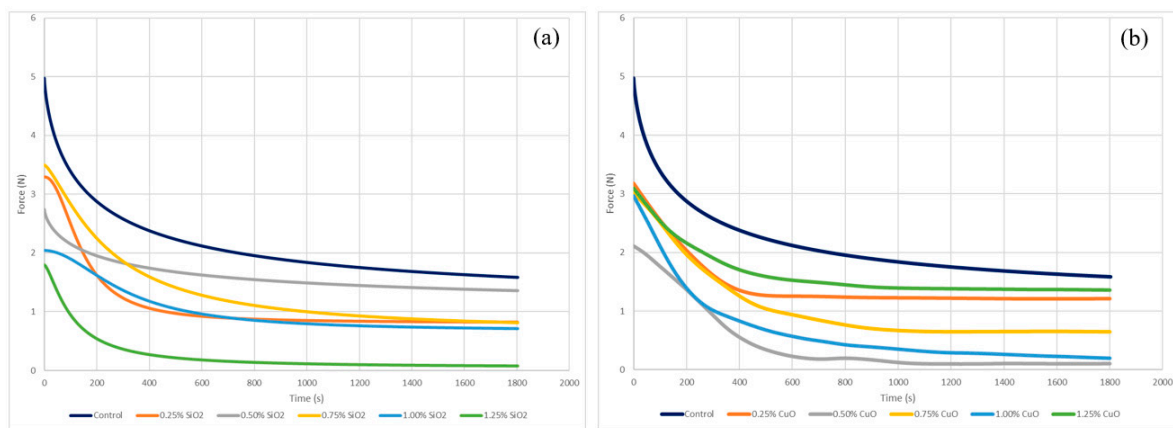 (a)
6
5
4
3
2
1
0
Force (N)
0 200 400 600 800 1000 1200 1400 1600 1800 2000
Time (s)
Control 0.25% SiO2 0.50% SiO2 0.75% SiO2 1.00% SiO2 1.25% SiO2
(b)
6
5
4
3
2
1
0
Force (N)
0 200 400 600 800 1000 1200 1400 1600 1800 2000
Time (s)
Control 0.25% CuO 0.50% CuO 0.75% CuO 1.00% CuO 1.25% CuO